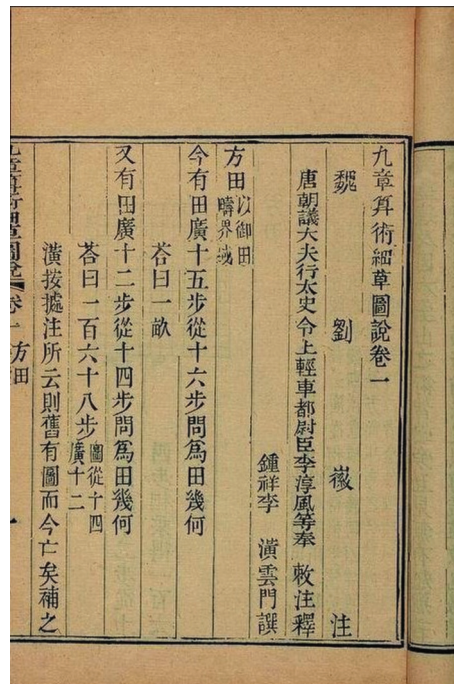 九章算術細草圖說卷一
魏 劉 徽 注
唐朝議大夫行太史令上輕車都尉臣李淳風等奉 敕注釋
鍾祥李 潢雲門譔
方田以御田疇界域
今有田廣十五步從十六步問爲田幾何
荅曰一畝
又有田廣十二步從十四步問爲田幾何
荅曰一百六十八步圖從十四廣十二
潢按據注所云則舊有圖而今亡矣補之
九章算術細草圖說 卷一 方田 一